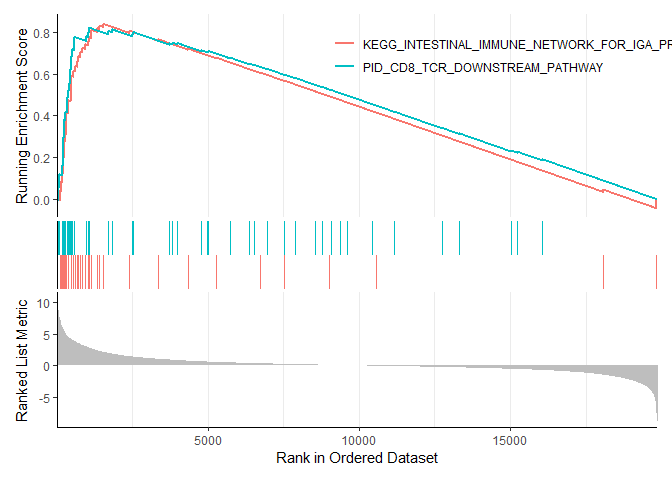 Running Enrichment Score
0.8
0.6
0.4
0.2
0.0
KEGG_INTESTINAL_IMMUNE_NETWORK_FOR_IGA_PR
PID_CD8_TCR_DOWNSTREAM_PATHWAY
Ranked List Metric
10
5
0
-5
5000 10000 15000
Rank in Ordered Dataset